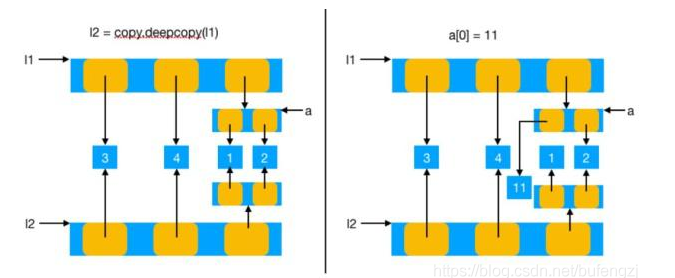 l2 = copy.deepcopy(l1)
l1
a
3
4
1
2
l2
a[0] = 11
l1
a
3
4
1
2
11
l2
https://blog.csdn.net/bufengzj